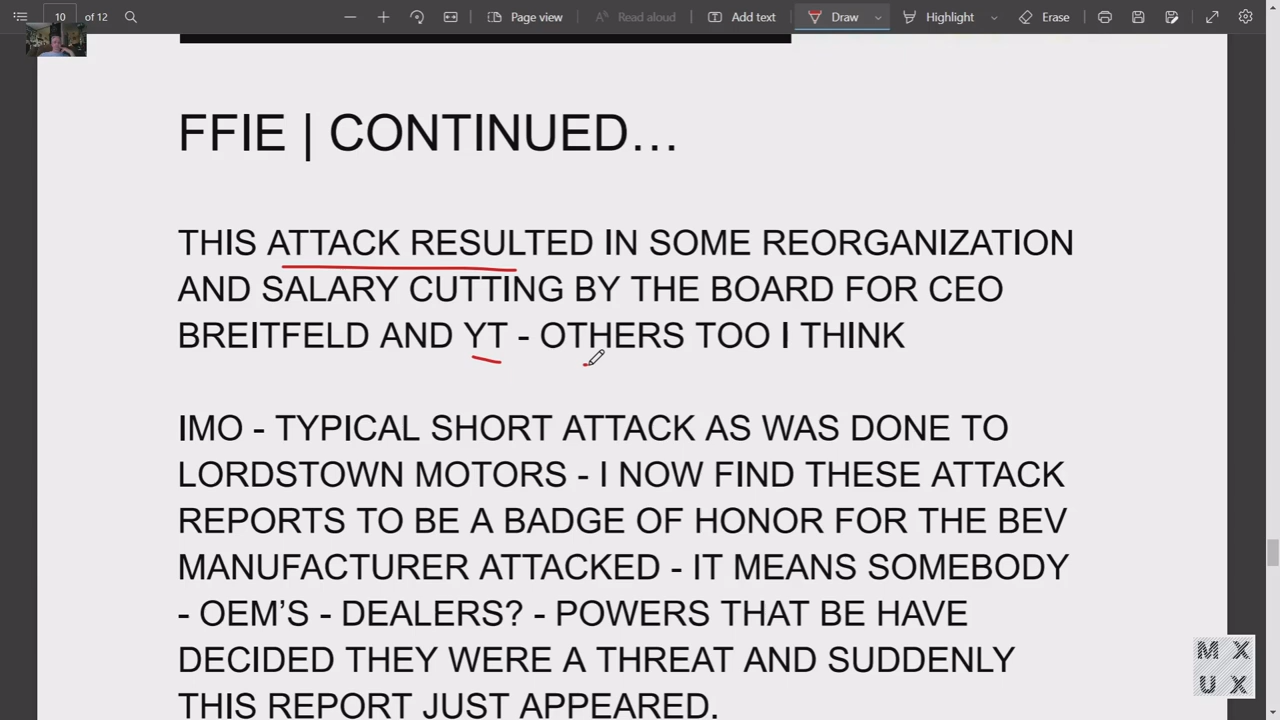 10 of 12 Page view Read aloud Add text Draw Highlight Erase
FFIE | CONTINUED...
THIS ATTACK RESULTED IN SOME REORGANIZATION
AND SALARY CUTTING BY THE BOARD FOR CEO
BREITFELD AND YT - OTHERS TOO I THINK
IMO - TYPICAL SHORT ATTACK AS WAS DONE TO
LORDSTOWN MOTORS - I NOW FIND THESE ATTACK
REPORTS TO BE A BADGE OF HONOR FOR THE BEV
MANUFACTURER ATTACKED - IT MEANS SOMEBODY
- OEM’S - DEALERS? - POWERS THAT BE HAVE
DECIDED THEY WERE A THREAT AND SUDDENLY
THIS REPORT JUST APPEARED.
M X
U X